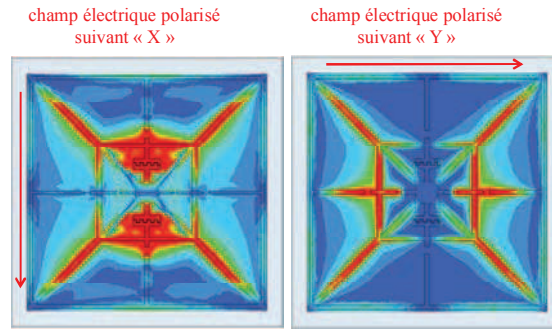 champ électrique polarisé
suivant « X »
champ électrique polarisé
suivant « Y »